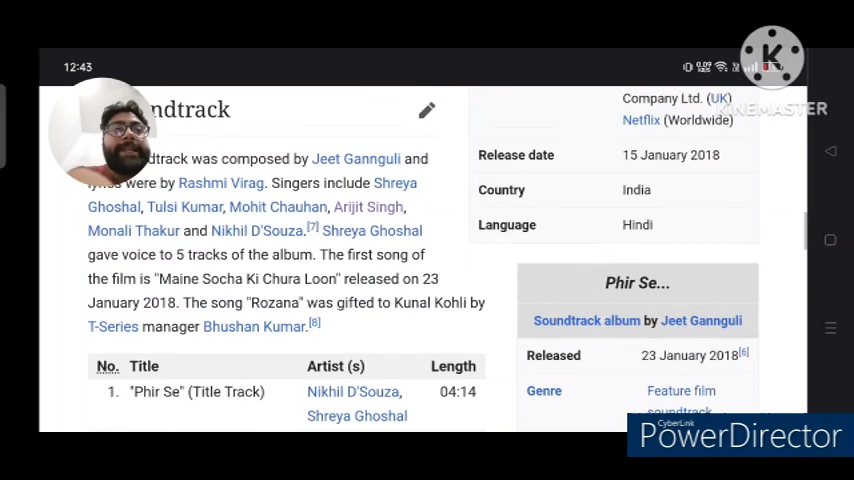 12:43
0.09
KB/S
K
KINEMASTER
ndtrack
dtrack was composed by Jeet Gannguli and
lyrics were by Rashmi Virag. Singers include Shreya
Ghoshal, Tulsi Kumar, Mohit Chauhan, Arijit Singh,
Monali Thakur and Nikhil D'Souza.[7] Shreya Ghoshal
gave voice to 5 tracks of the album. The first song of
the film is "Maine Socha Ki Chura Loon" released on 23
January 2018. The song "Rozana" was gifted to Kunal Kohli by
T-Series manager Bhushan Kumar.[8]
No. Title Artist (s) Length
1. "Phir Se" (Title Track) Nikhil D'Souza, 04:14
Shreya Ghoshal
Company Ltd. (UK)
Netflix (Worldwide)
Release date 15 January 2018
Country India
Language Hindi
Phir Se...
Soundtrack album by Jeet Gannguli
Released 23 January 2018[6]
Genre Feature film
soundtrack
CyberLink
PowerDirector